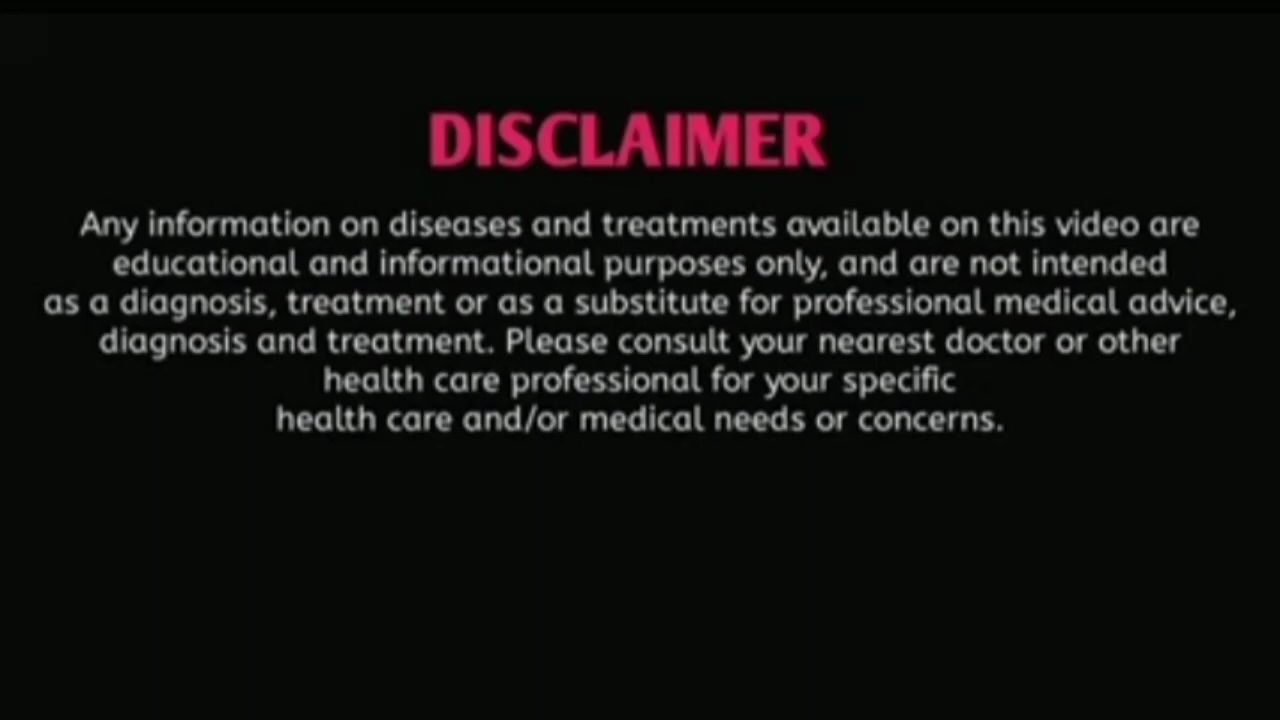 DISCLAIMER
Any information on diseases and treatments available on this video are
educational and informational purposes only, and are not intended
as a diagnosis, treatment or as a substitute for professional medical advice,
diagnosis and treatment. Please consult your nearest doctor or other
health care professional for your specific
health care and/or medical needs or concerns.